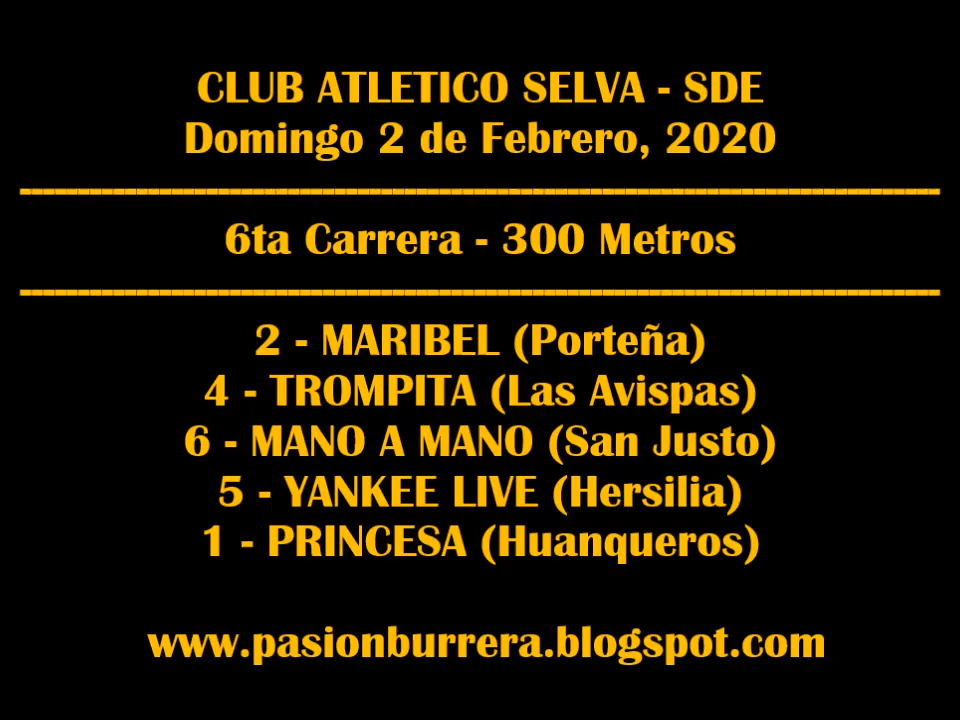 CLUB ATLETICO SELVA - SDE
Domingo 2 de Febrero, 2020
--------------------------------------------------------------------------------
6ta Carrera - 300 Metros
--------------------------------------------------------------------------------
2 - MARIBEL (Porteña)
4 - TROMPITA (Las Avispas)
6 - MANO A MANO (San Justo)
5 - YANKEE LIVE (Hersilia)
1 - PRINCESA (Huanqueros)
www.pasionburrera.blogspot.com